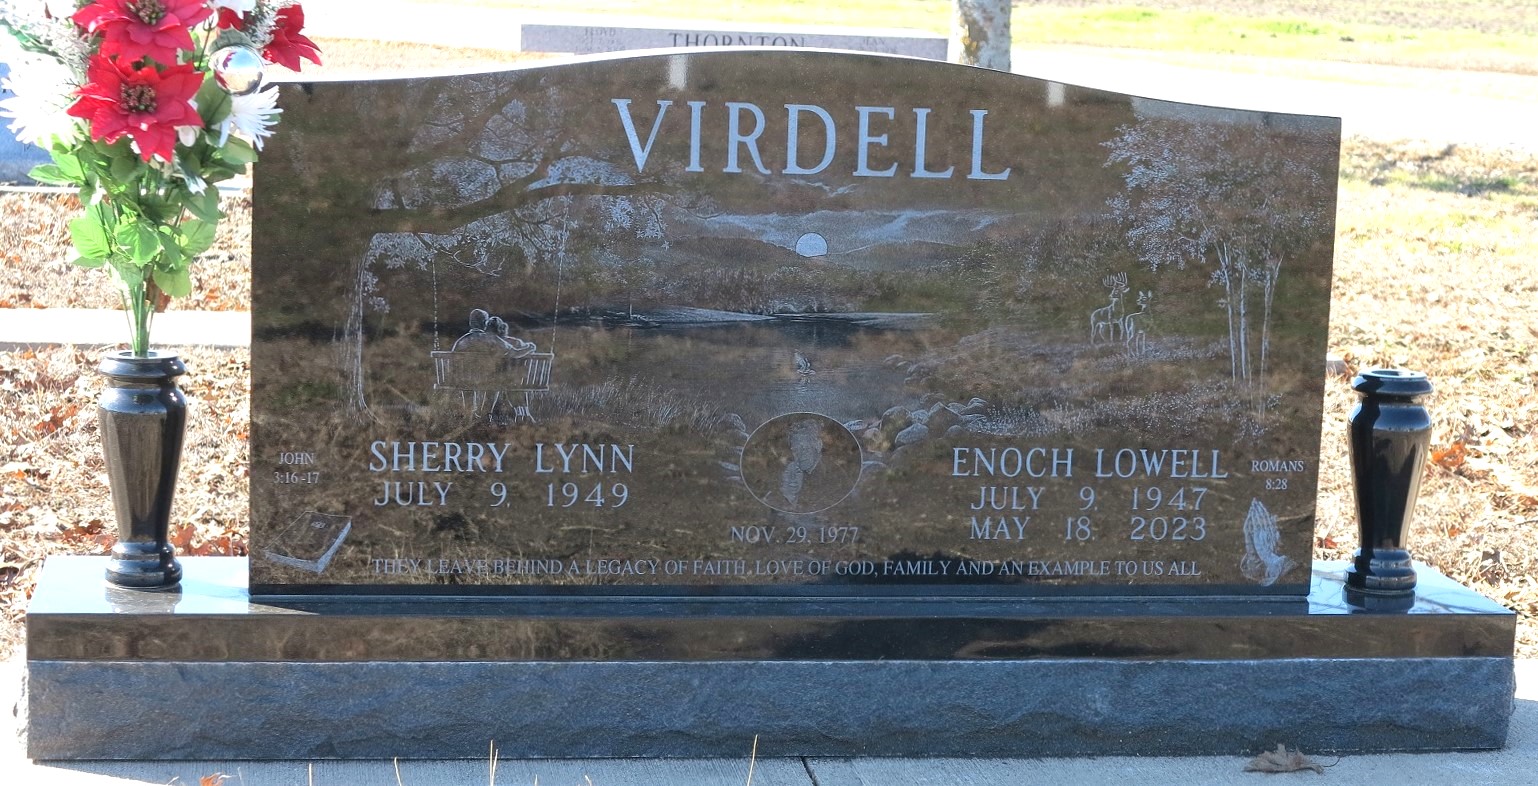 THORNTON
VIRDELL
JOHN
3:16-17
SHERRY LYNN
JULY 9, 1949
ENOCH LOWELL
JULY 9, 1947
MAY 18, 2023
ROMANS
8:28
NOV. 29, 1977
THEY LEAVE BEHIND A LEGACY OF FAITH, LOVE OF GOD, FAMILY AND AN EXAMPLE TO US ALL